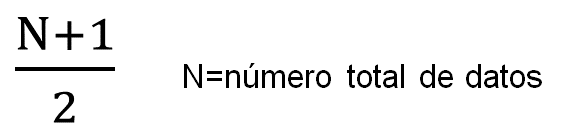 N+1
2
N=número total de datos